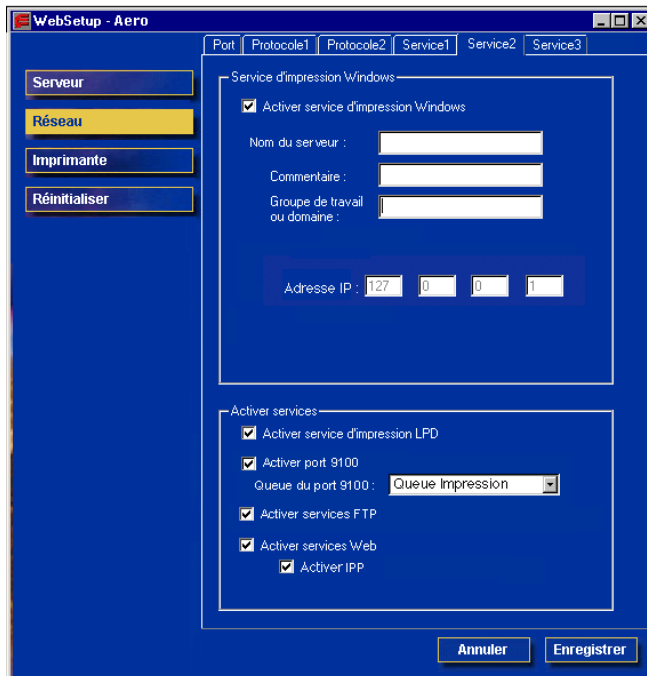 WebSetup - Aero
Port Protocole1 Protocole2 Service1 Service2 Service3
Serveur
Réseau
Imprimante
Réinitialiser
Service d'impression Windows
Activer service d'impression Windows
Nom du serveur :
Commentaire :
Groupe de travail
ou domaine :
Adresse IP : 127 0 0 1
Activer services
Activer service d'impression LPD
Activer port 9100
Queue du port 9100 : Queue Impression
Activer services FTP
Activer services Web
Activer IPP
Annuler Enregistrer